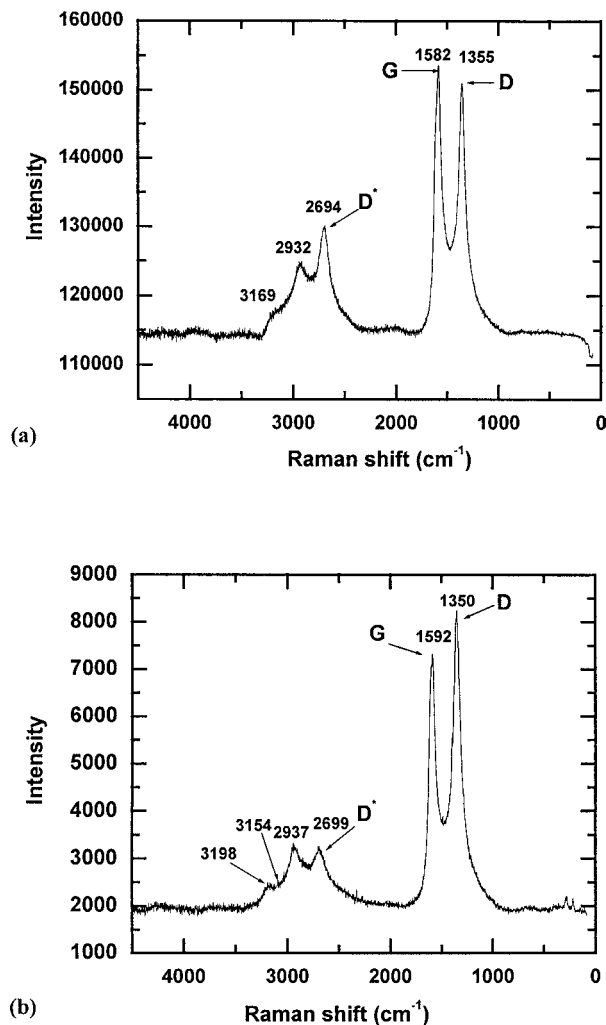 160000
150000
140000
130000
120000
110000
Intensity
1582 1355
G
D
2694
D*
2932
3169
4000 3000 2000 1000 0
Raman shift (cm-1)
(a)
9000
8000
7000
6000
5000
4000
3000
2000
1000
Intensity
1350
D
1592
G
3154 2937 2699 D*
3198
4000 3000 2000 1000 0
Raman shift (cm-1)
(b)